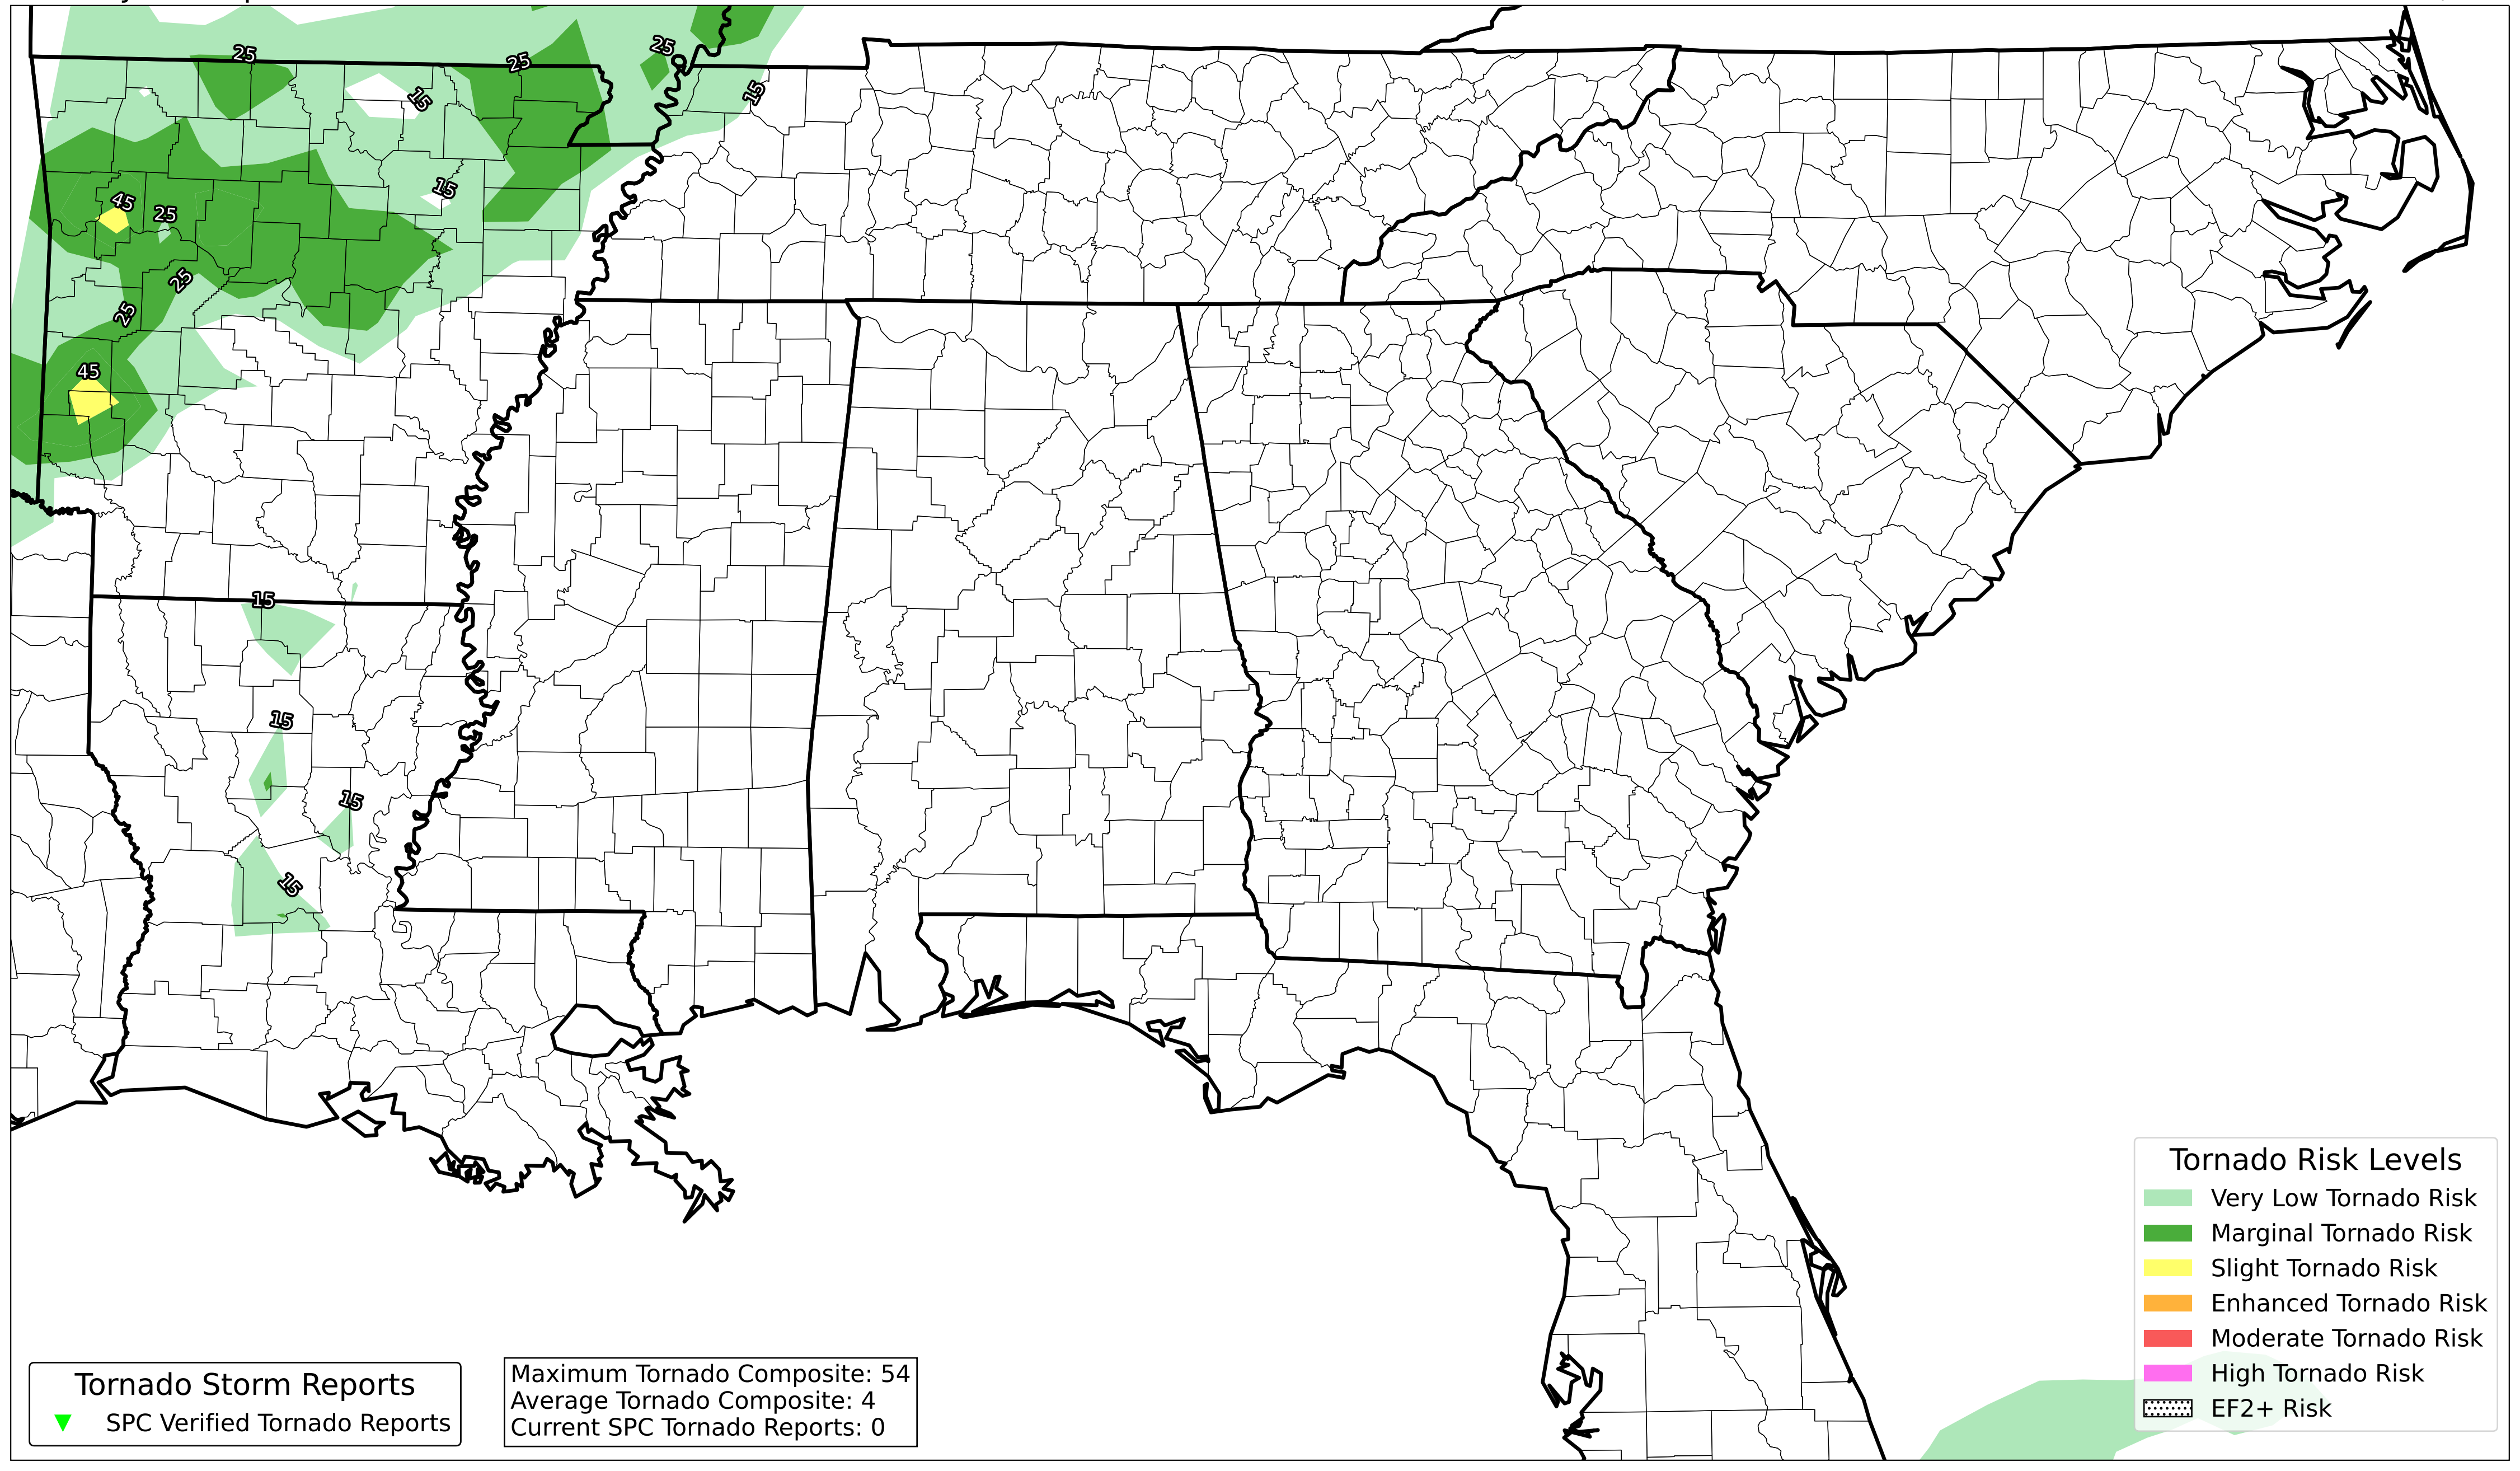 25
25
25
15
15
15
45
25
25
25
45
15
15
15
15
Tornado Risk Levels
Very Low Tornado Risk
Marginal Tornado Risk
Slight Tornado Risk
Enhanced Tornado Risk
Moderate Tornado Risk
High Tornado Risk
EF2+ Risk
Tornado Storm Reports
SPC Verified Tornado Reports
Maximum Tornado Composite: 54
Average Tornado Composite: 4
Current SPC Tornado Reports: 0